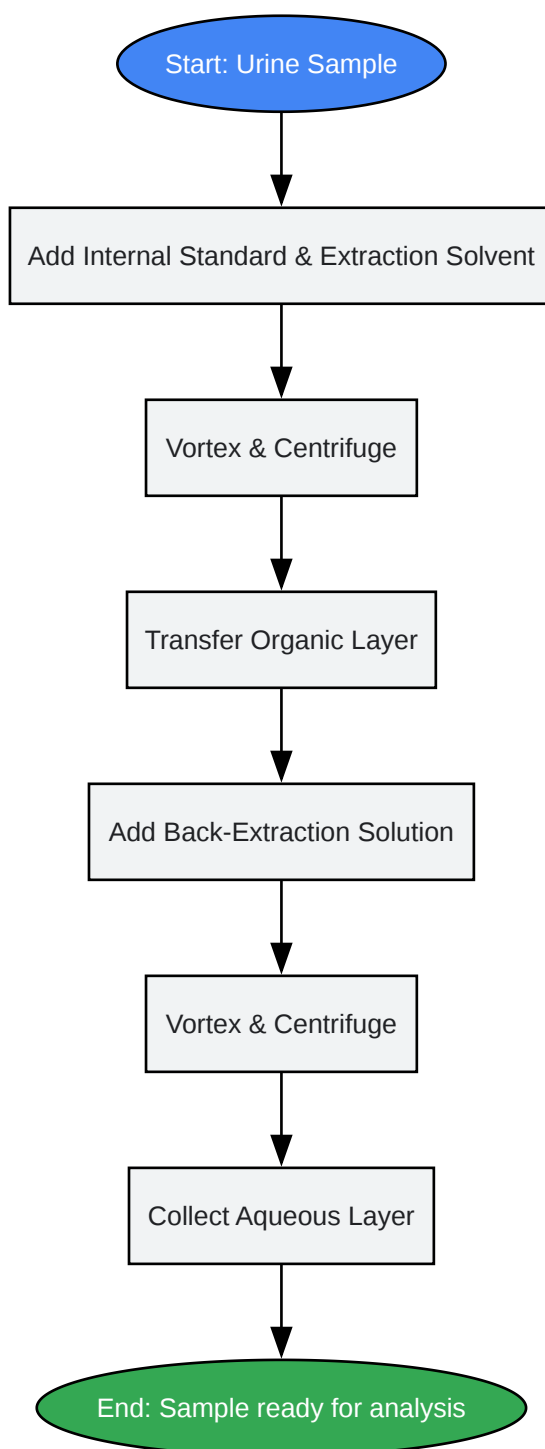 Start: Urine Sample
Add Internal Standard & Extraction Solvent
Vortex & Centrifuge
Transfer Organic Layer
Add Back-Extraction Solution
Vortex & Centrifuge
Collect Aqueous Layer
End: Sample ready for analysis